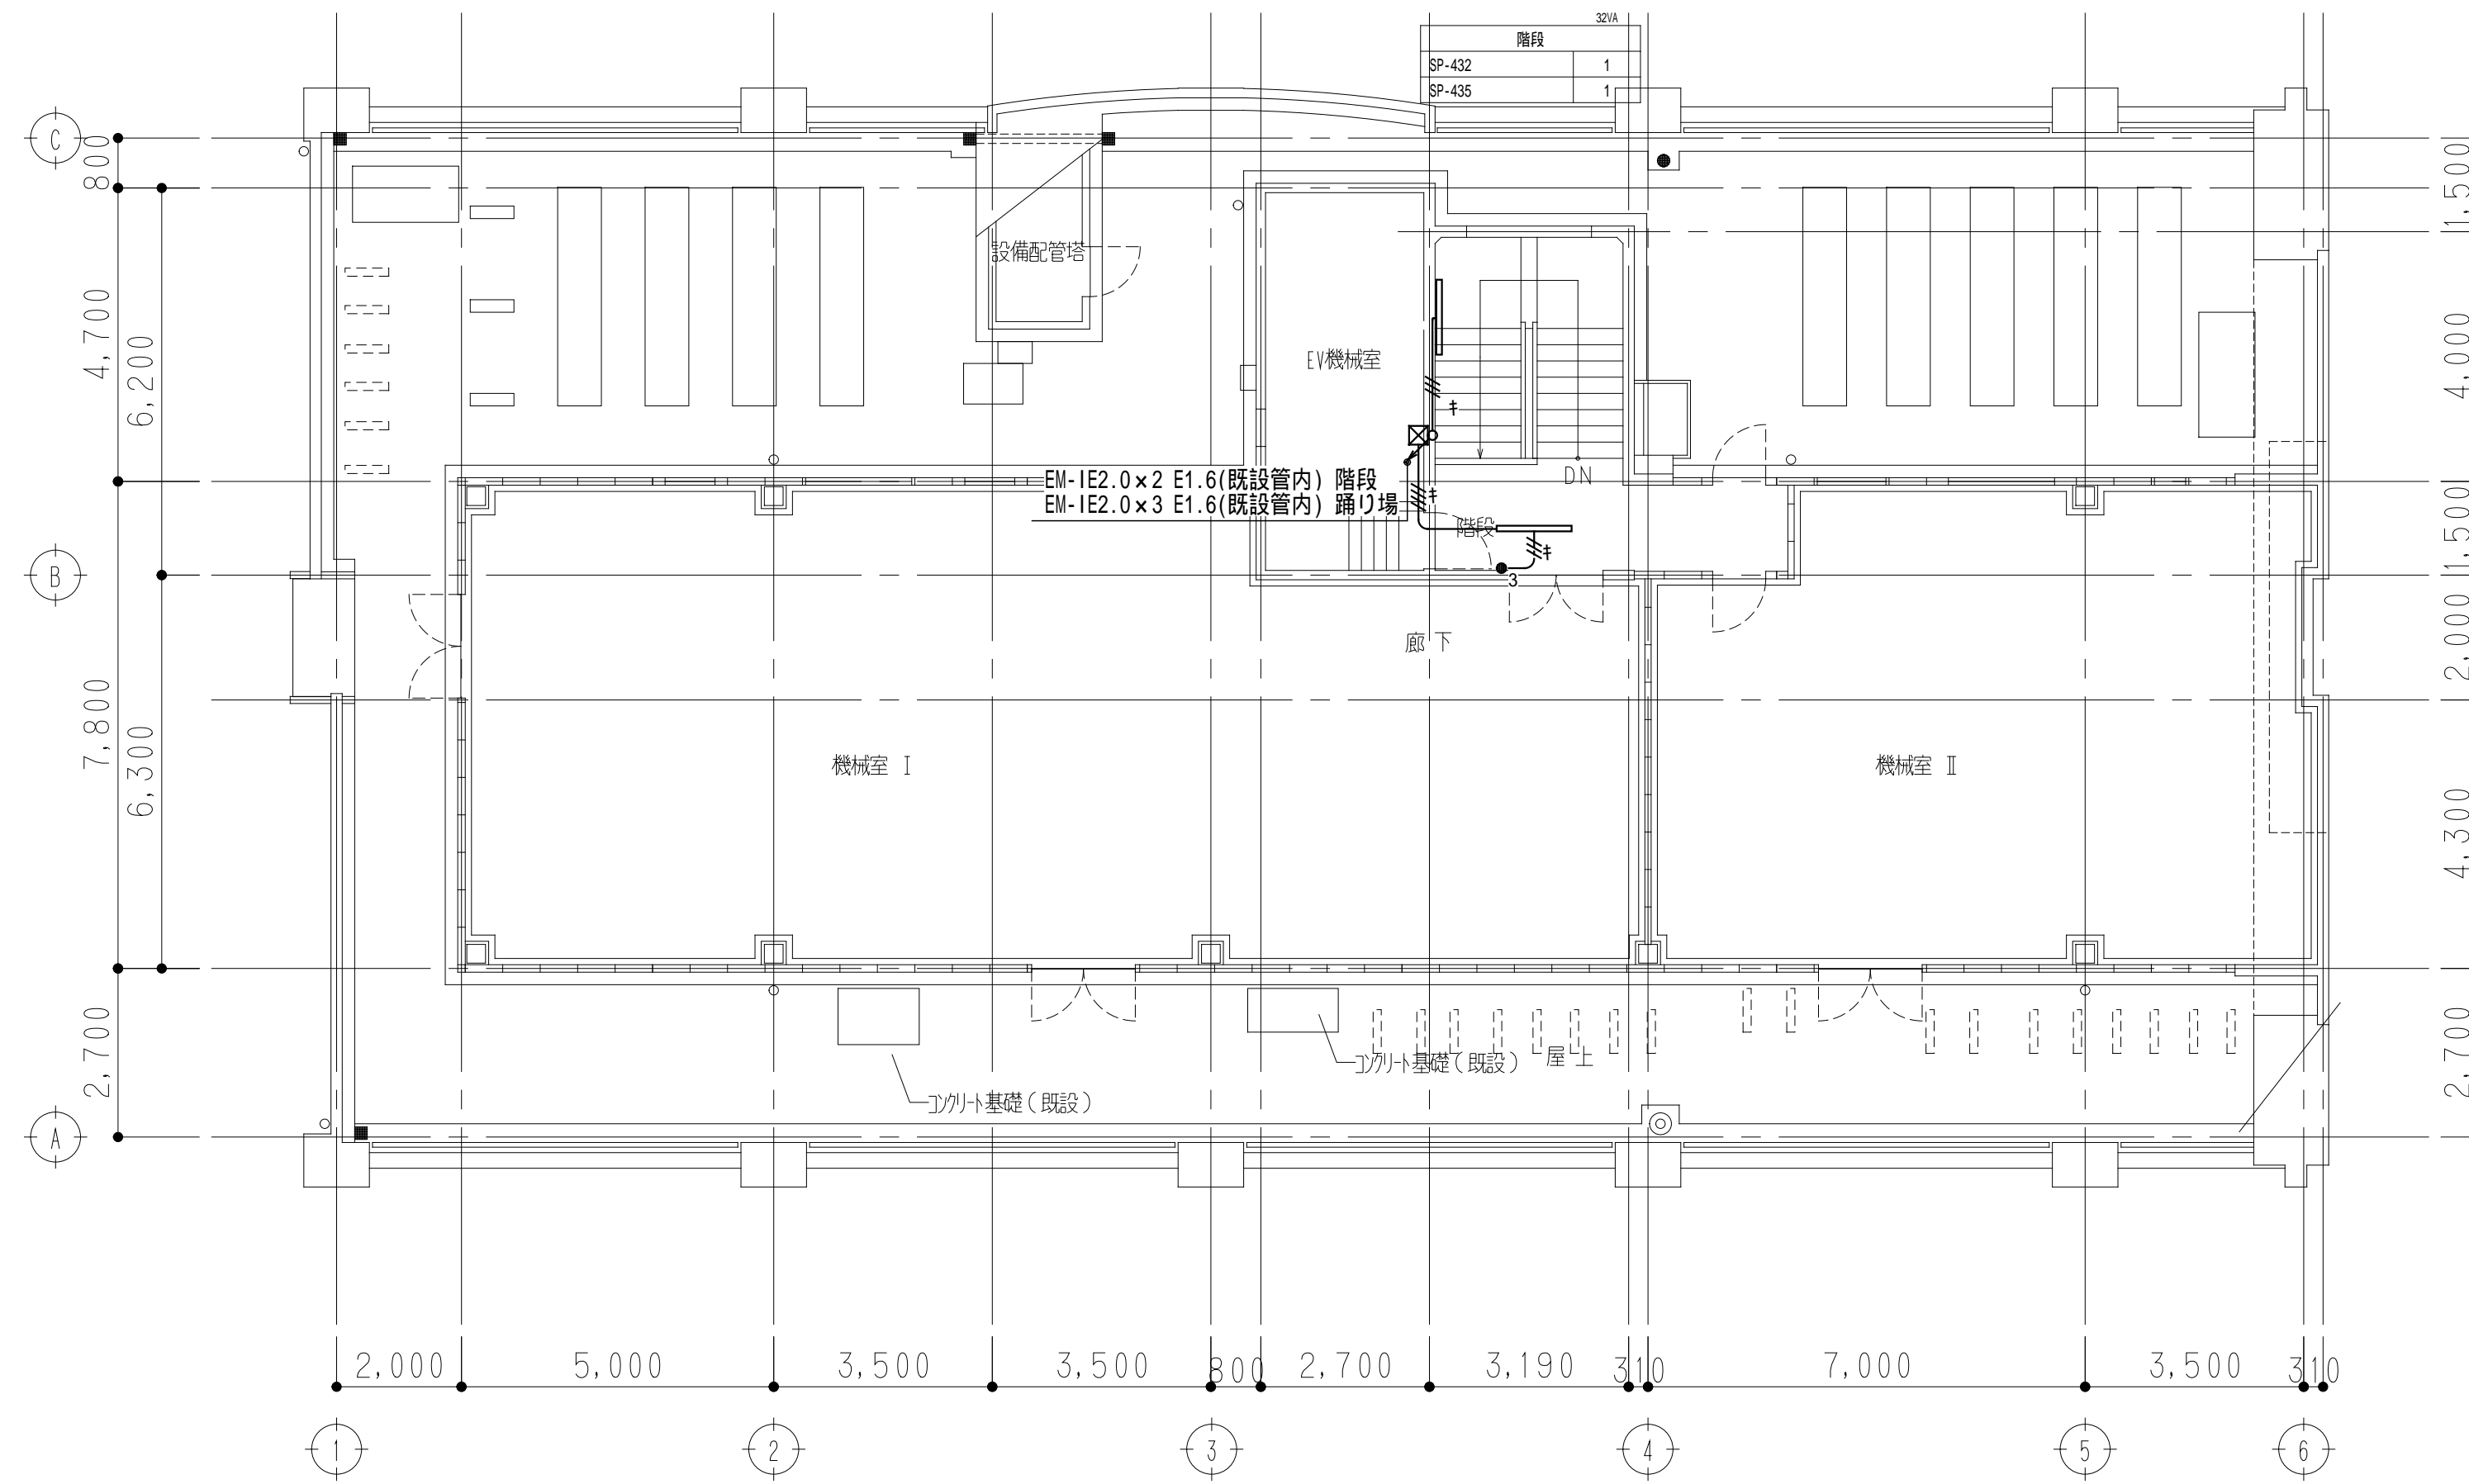 32VA
階段
SP-432 1
SP-435 1
C
800
1,500
設備配管塔
4,700
6,200
4,000
EV機械室
キ
DN
EM-IE2.0×2 E1.6(既設管内) 階段
EM-IE2.0×3 E1.6(既設管内) 踊り場
キ
1,500
階段
キ
3
B
廊 下
2,000
7,800
6,300
機械室 Ⅰ
機械室 Ⅱ
4,300
2,700
2,700
コンクリート基礎(既設)
屋 上
コンクリート基礎(既設)
A
2,000 5,000 3,500 3,500 800 2,700 3,190 310 7,000 3,500 310
1 2 3 4 5 6